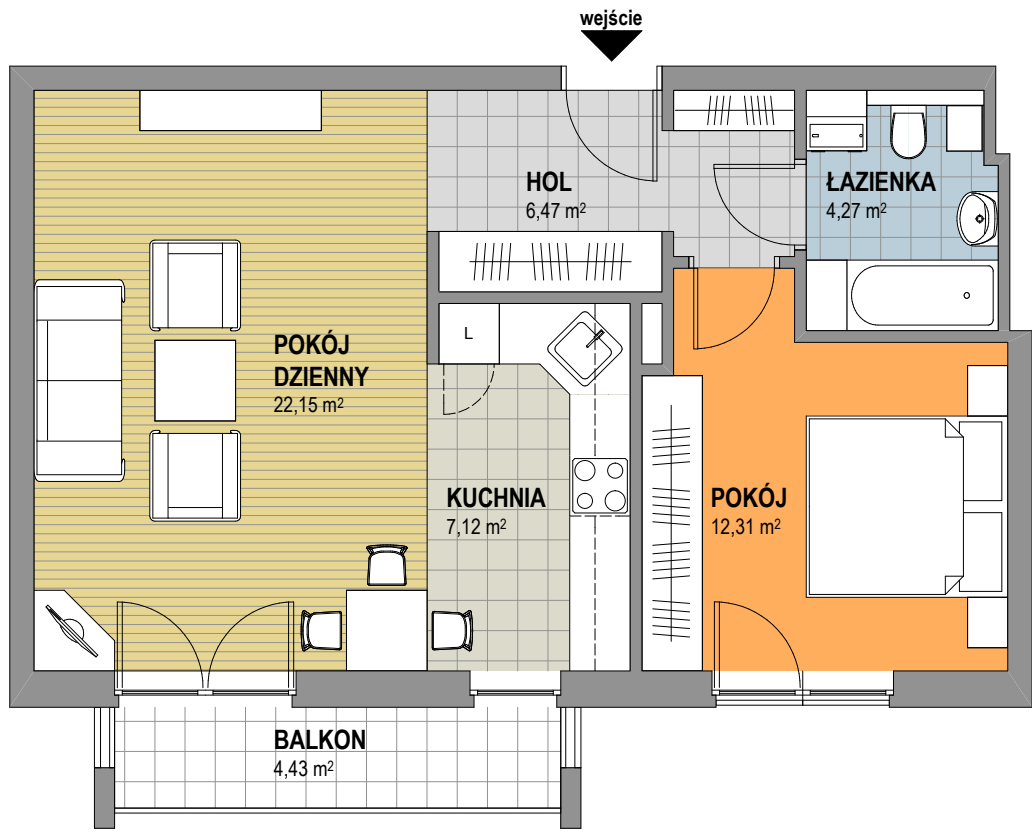 wejście
HOL
6,47 m²
ŁAZIENKA
4,27 m²
L
POKÓJ
DZIENNY
22,15 m²
KUCHNIA
7,12 m²
POKÓJ
12,31 m²
BALKON
4,43 m²